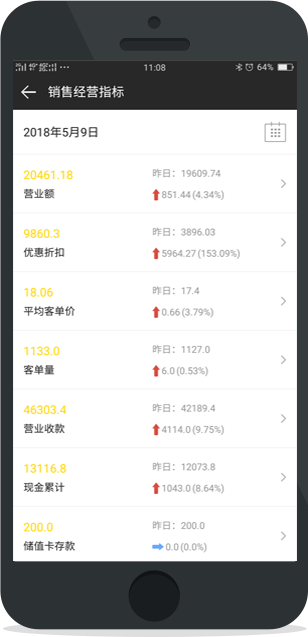 11:08 64%
销售经营指标
2018年5月9日
20461.18
昨日：19609.74
营业额
851.44 (4.34%)
9860.3
昨日：3896.03
优惠折扣
5964.27 (153.09%)
18.06
昨日：17.4
平均客单价
0.66 (3.79%)
1133.0
昨日：1127.0
客单量
6.0 (0.53%)
46303.4
昨日：42189.4
营业收款
4114.0 (9.75%)
13116.8
昨日：12073.8
现金累计
1043.0 (8.64%)
200.0
昨日：200.0
储值卡存款
0.0 (0.0%)